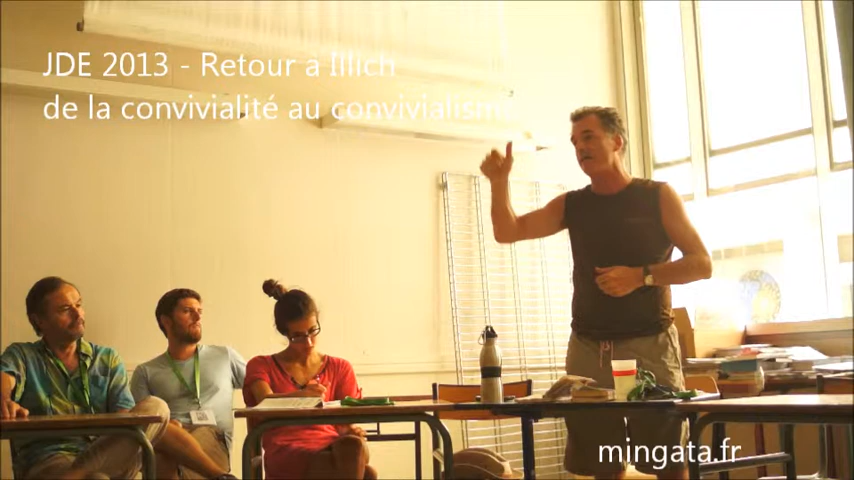 JDE 2013 - Retour a Illich
de la convivialité au convivialisme
mingata.fr